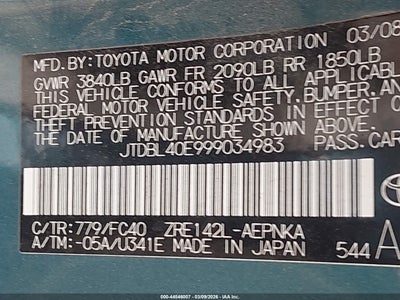 MFD. BY: TOYOTA MOTOR CORPORATION 03/08
GVWR 3840LB GAWR FR 2090LB RR 1850LB
THIS VEHICLE CONFORMS TO ALL APPLICABLE
FEDERAL MOTOR VEHICLE SAFETY, BUMPER, AN
THEFT PREVENTION STANDARDS IN EFFECT O
THE DATE OF MANUFACTURE SHOWN ABOVE.
JTDBL40E999034983 PASS. CAR
C/TR: 779/FC40 ZRE142L-AEPNKA
A/TM: -05A/U341E MADE IN JAPAN 544 A
000-44548007 - 03/09/2026 - IAA Inc.